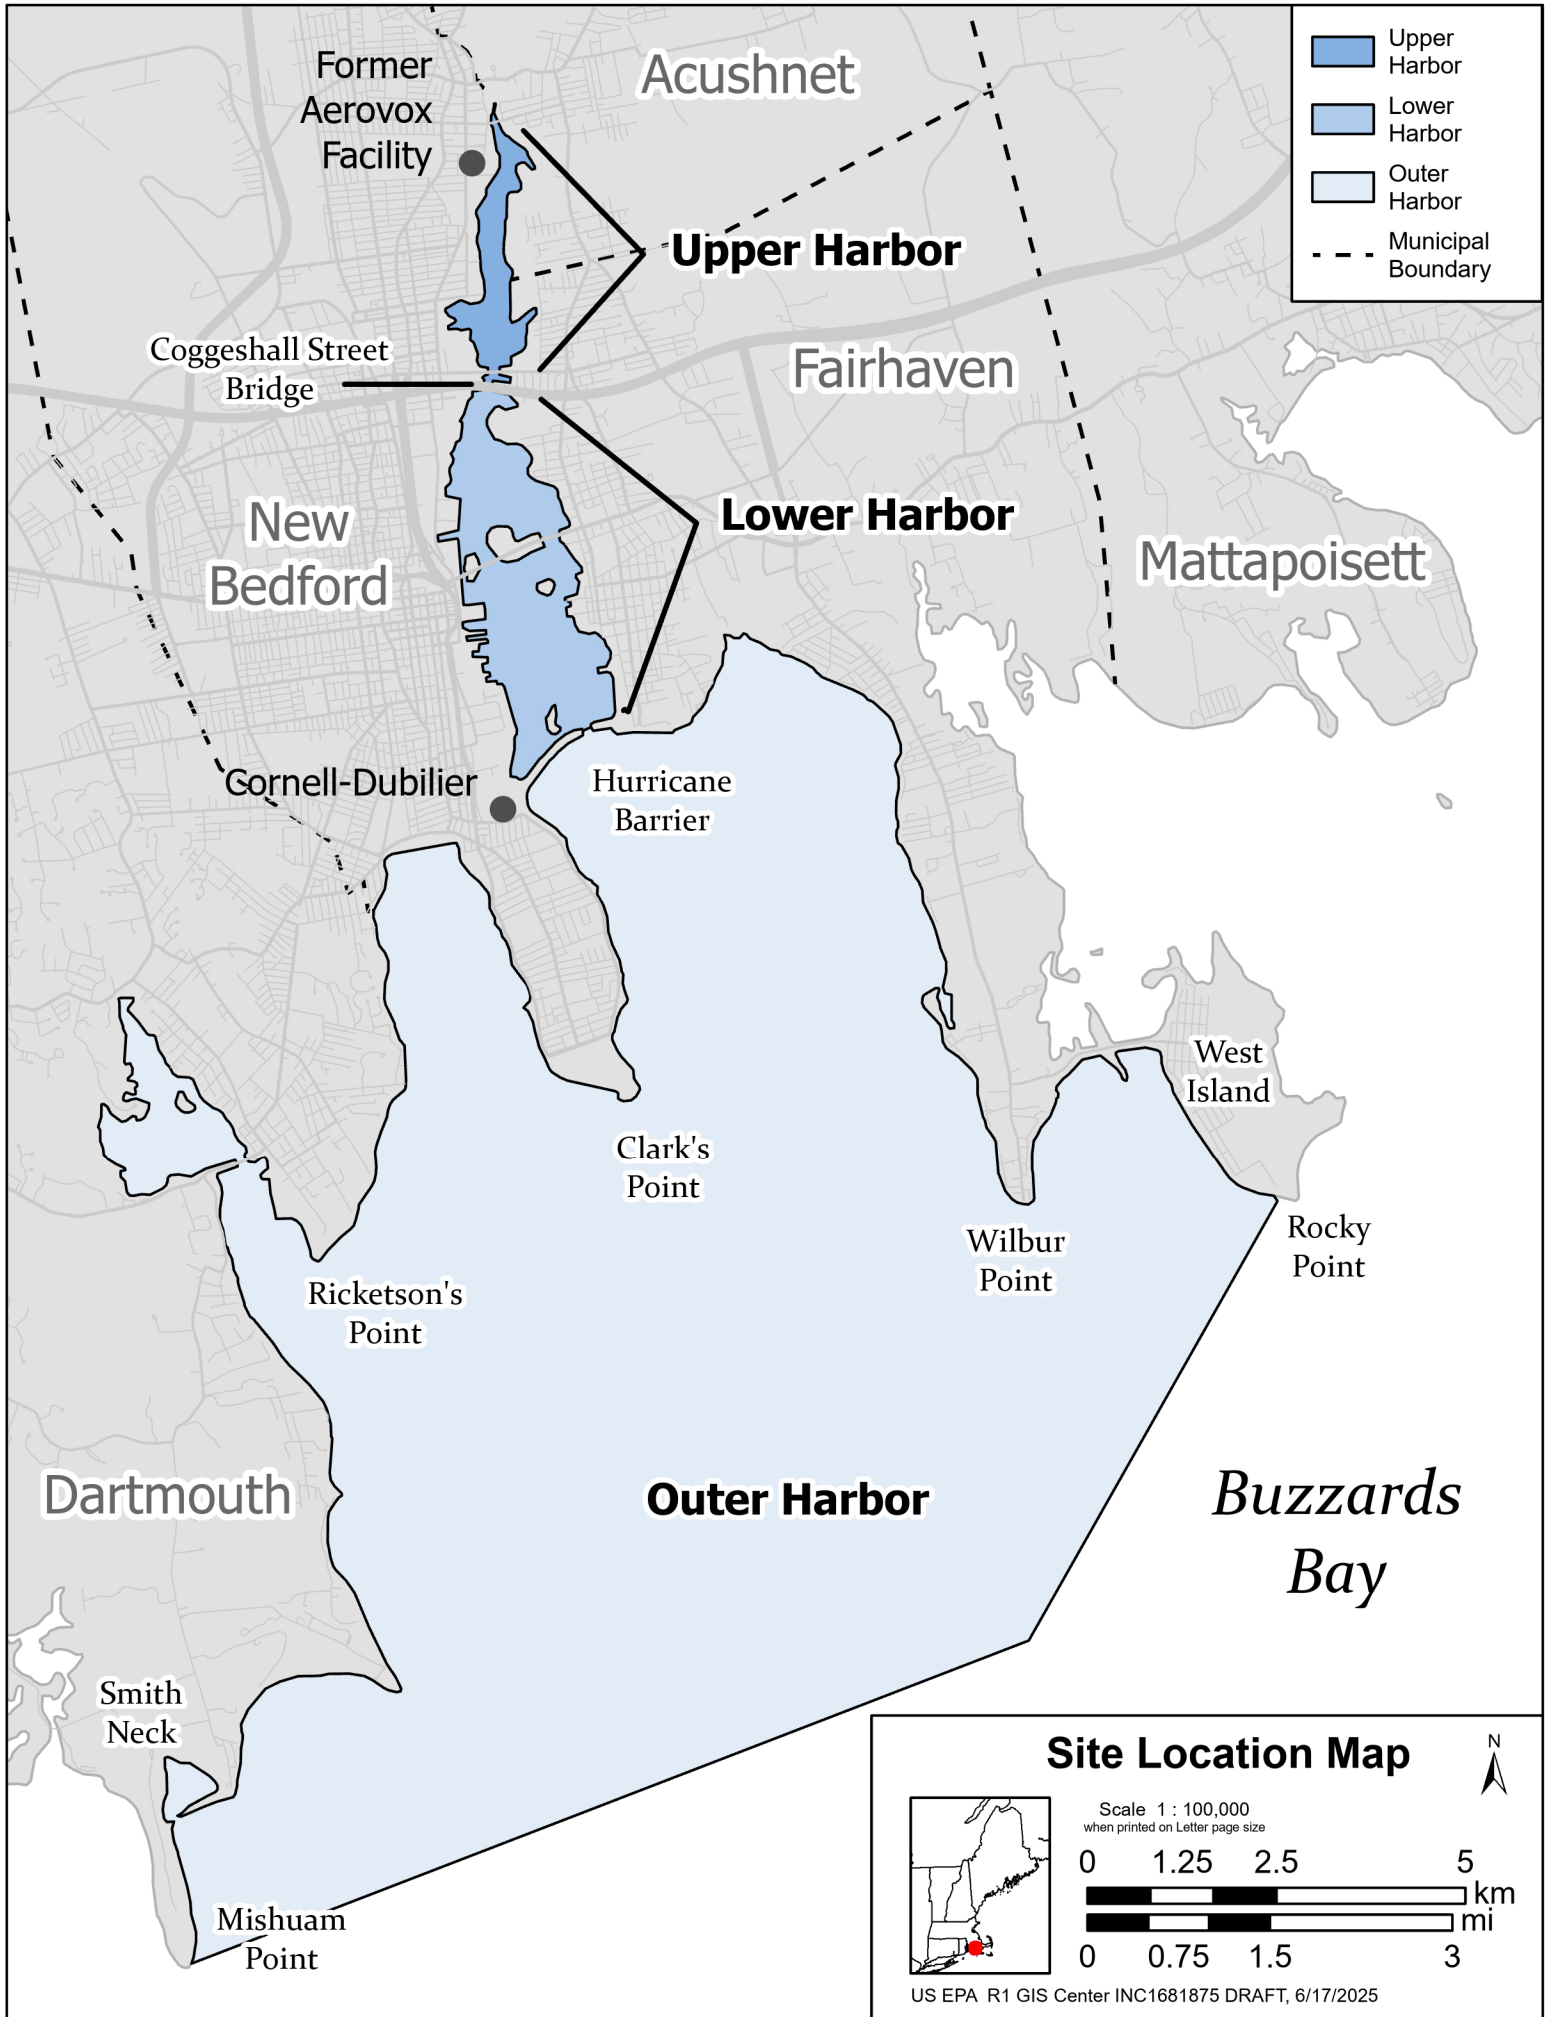 Former
Aerovox
Facility
Acushnet
Upper
Harbor
Lower
Harbor
Outer
Harbor
Municipal
Boundary
Upper Harbor
Coggeshall Street
Bridge
Fairhaven
New
Bedford
Lower Harbor
Mattapoisett
Cornell-Dubilier
Hurricane
Barrier
West
Island
Clark's
Point
Wilbur
Point
Rocky
Point
Ricketson's
Point
Dartmouth
Outer Harbor
Buzzards
Bay
Smith
Neck
Mishuam
Point
Site Location Map
N
Scale 1 : 100,000
when printed on Letter page size
0 1.25 2.5 5
km
mi
0 0.75 1.5 3
US EPA R1 GIS Center INC1681875 DRAFT, 6/17/2025